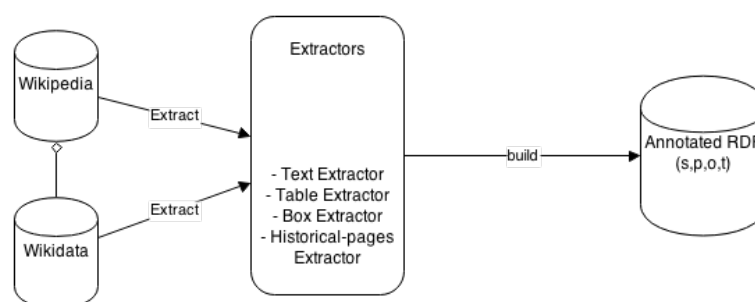 Wikipedia
Extract
Extractors
- Text Extractor
- Table Extractor
- Box Extractor
- Historical-pages
Extractor
build
Annotated RDF
(s,p,o,t)
Extract
Wikidata